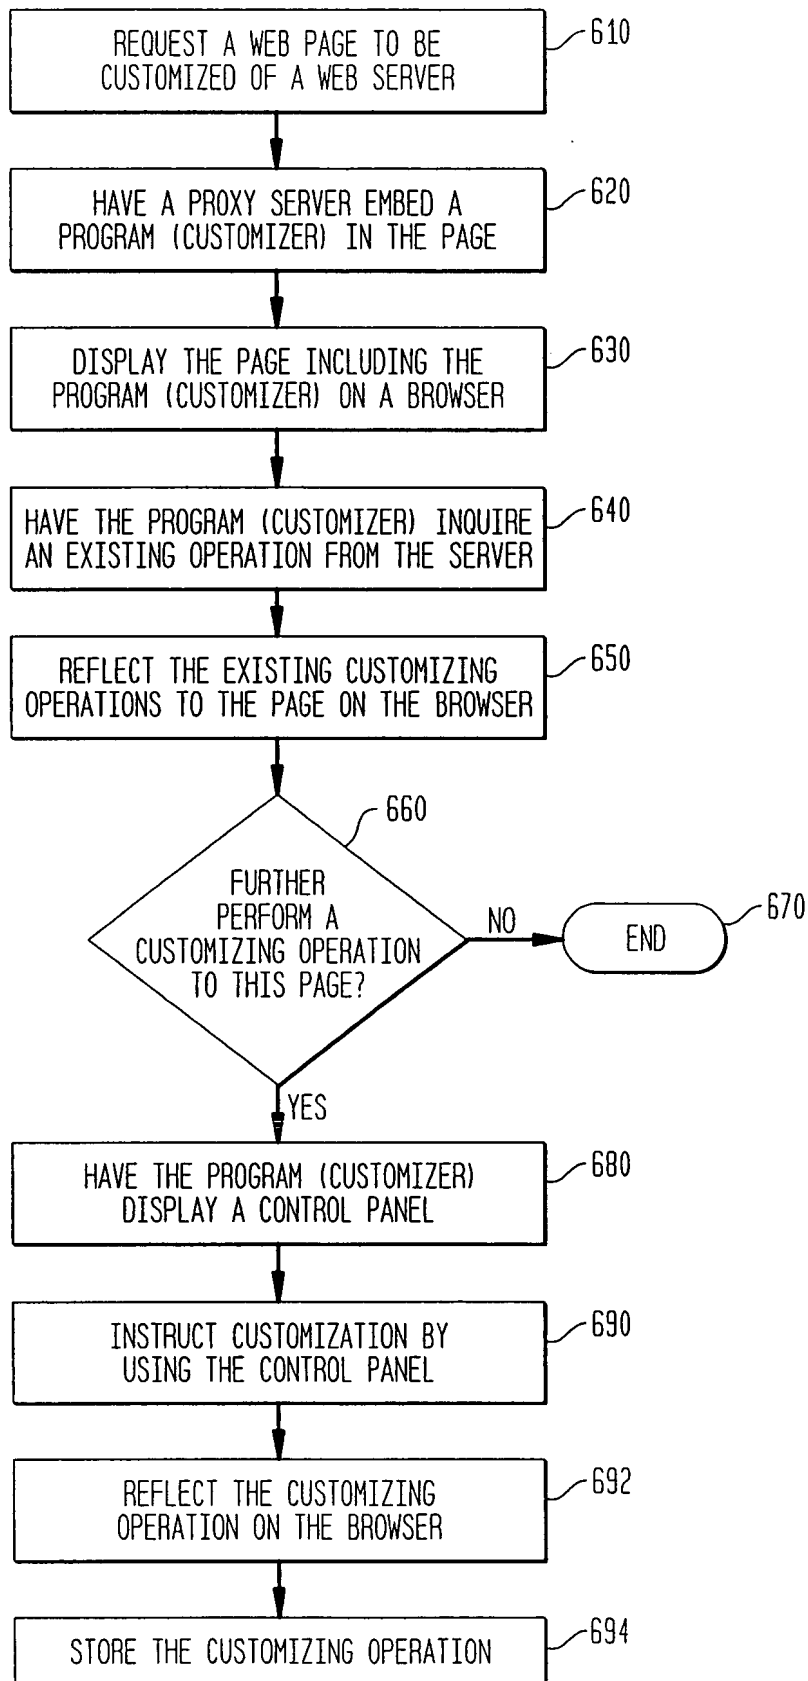 REQUEST A WEB PAGE TO BE
CUSTOMIZED OF A WEB SERVER
610
HAVE A PROXY SERVER EMBED A
PROGRAM (CUSTOMIZER) IN THE PAGE
620
DISPLAY THE PAGE INCLUDING THE
PROGRAM (CUSTOMIZER) ON A BROWSER
630
HAVE THE PROGRAM (CUSTOMIZER) INQUIRE
AN EXISTING OPERATION FROM THE SERVER
640
REFLECT THE EXISTING CUSTOMIZING
OPERATIONS TO THE PAGE ON THE BROWSER
650
660
FURTHER
PERFORM A
CUSTOMIZING OPERATION
TO THIS PAGE?
NO
END
670
YES
HAVE THE PROGRAM (CUSTOMIZER)
DISPLAY A CONTROL PANEL
680
INSTRUCT CUSTOMIZATION BY
USING THE CONTROL PANEL
690
REFLECT THE CUSTOMIZING
OPERATION ON THE BROWSER
692
STORE THE CUSTOMIZING OPERATION
694